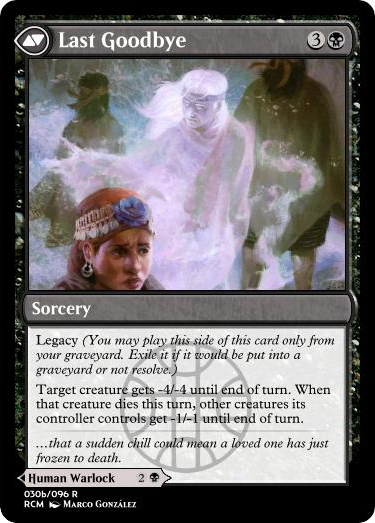 Last Goodbye 3
Sorcery
Legacy (You may play this side of this card only
from your graveyard. Exile it if it would be put into a
graveyard or not resolve.)
Target creature gets -4/-4 until end of turn. When
that creature dies this turn, other creatures its
controller controls get -1/-1 until end of turn.
…that a sudden chill could mean a loved one has just
frozen to death.
Human Warlock 2
030b/096 R
RCM Marco González